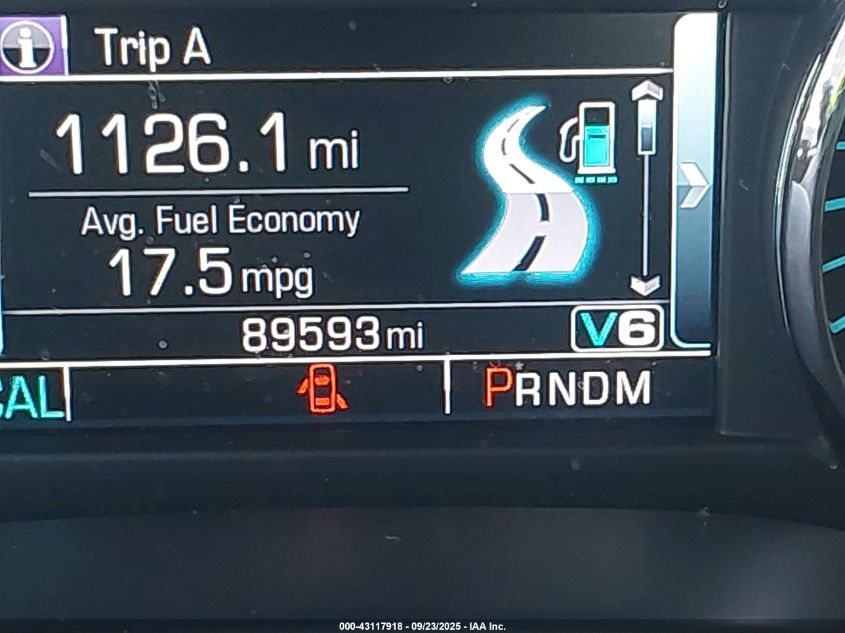 Trip A
1126.1 mi
Avg. Fuel Economy
17.5 mpg
89593 mi V6
CAL PRNDM
000-43117918 - 09/23/2025 - IAA Inc.